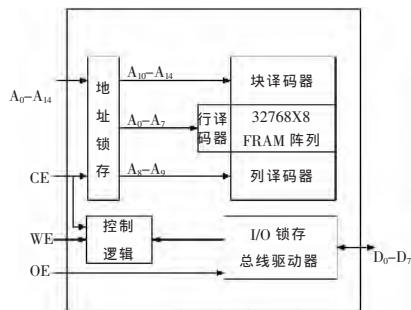 A10-A14
A0-A14
地址锁存
块译码器
A0-A7
行译码器
32768X8
FRAM 阵列
CE
A8-A9
列译码器
WE
控制
逻辑
I/O 锁存
总线驱动器
D0-D7
OE